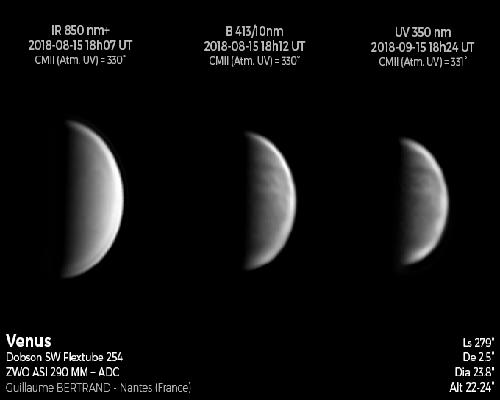 IR 850 nm+
2018-08-15 18h07 UT
CMII (Atm. UV) = 330°
B 413/10nm
2018-08-15 18h12 UT
CMII (Atm. UV) = 330°
UV 350 nm
2018-09-15 18h24 UT
CMII (Atm. UV) = 331°
Venus
Dobson SW Flextube 254
ZWO ASI 290 MM – ADC
Guillaume BERTRAND - Nantes (France)
Ls 279°
De 2.5°
Dia 23.8"
Alt 22-24°